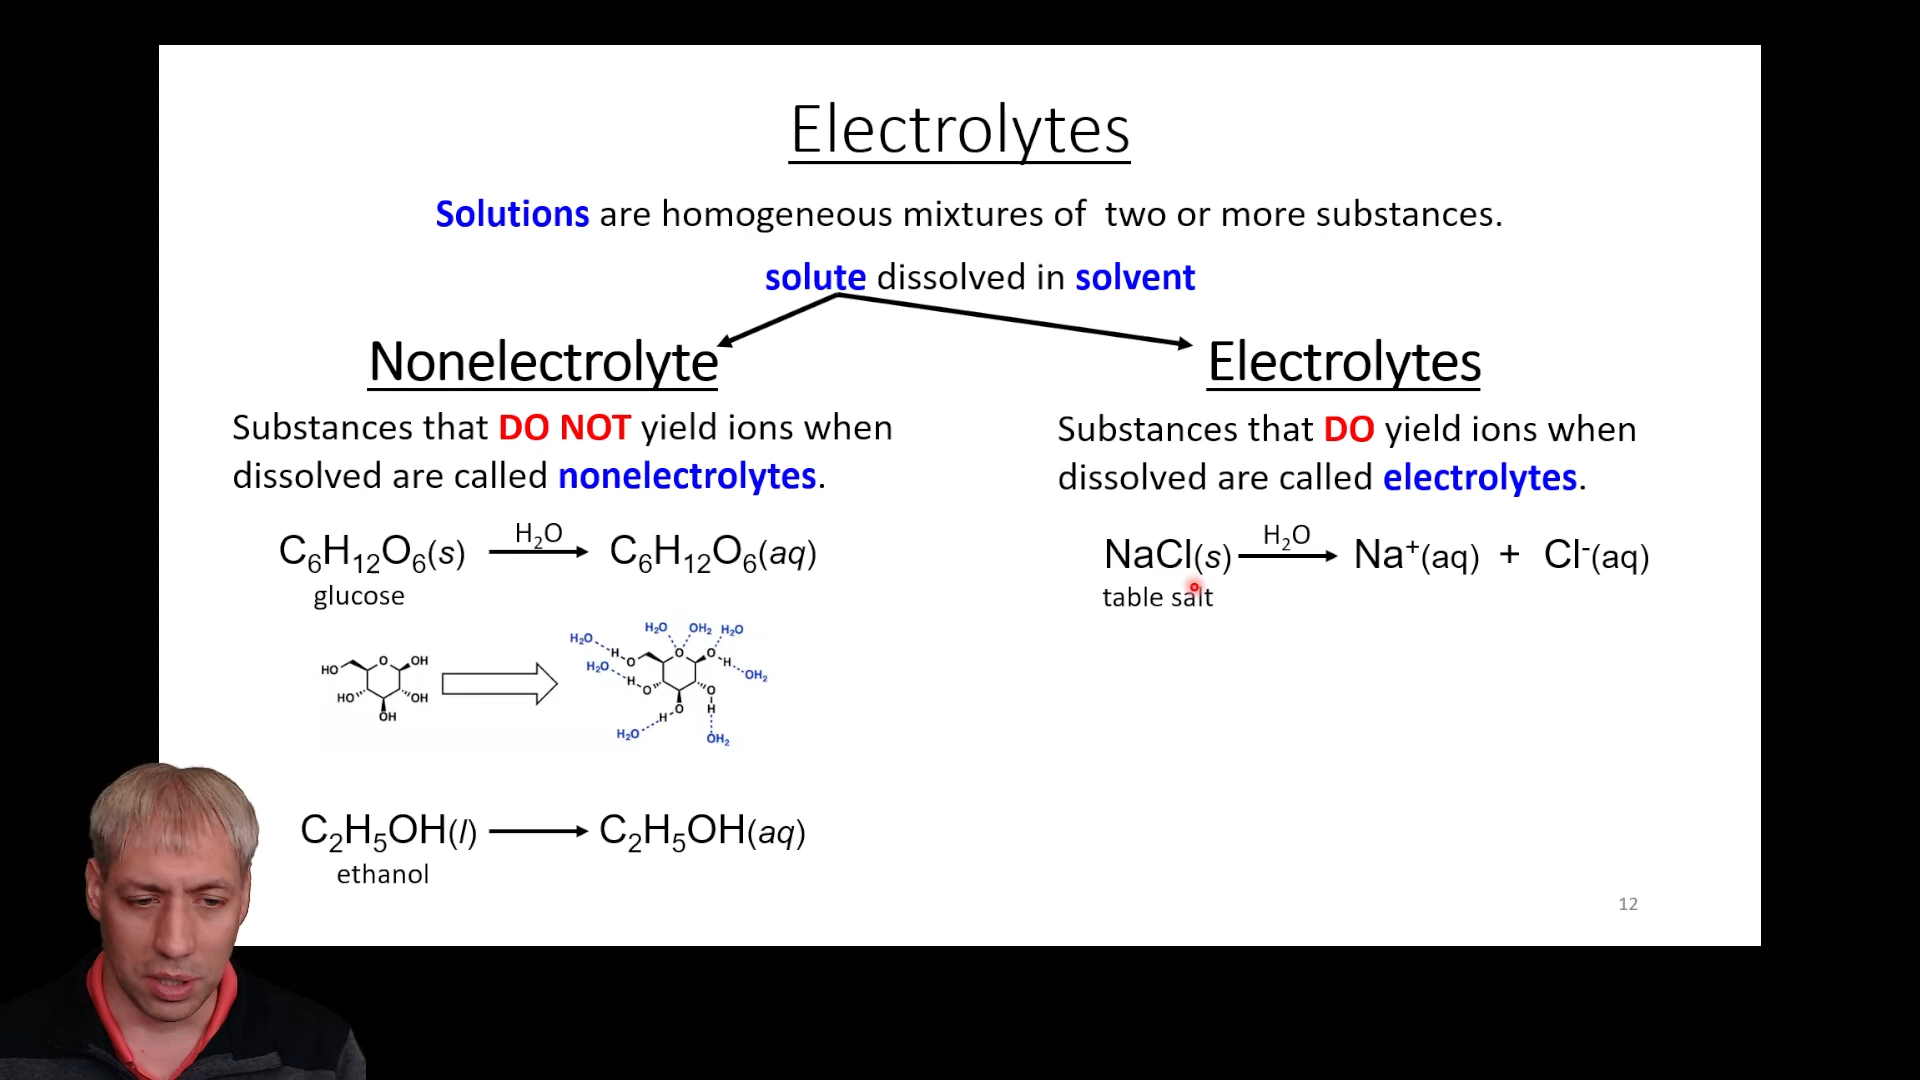 Electrolytes
Solutions are homogeneous mixtures of two or more substances.
solute dissolved in solvent
Nonelectrolyte
Substances that DO NOT yield ions when
dissolved are called nonelectrolytes.
H₂O
C₆H₁₂O₆(s) → C₆H₁₂O₆(aq)
glucose
HO O OH
HO OH
OH
H₂O OH₂ H₂O
H₂O H O O O H
H₂O H O OH₂
O H O O H
H₂O OH₂
C₂H₅OH(l) → C₂H₅OH(aq)
ethanol
Electrolytes
Substances that DO yield ions when
dissolved are called electrolytes.
H₂O
NaCl(s) → Na⁺(aq) + Cl⁻(aq)
table salt
12